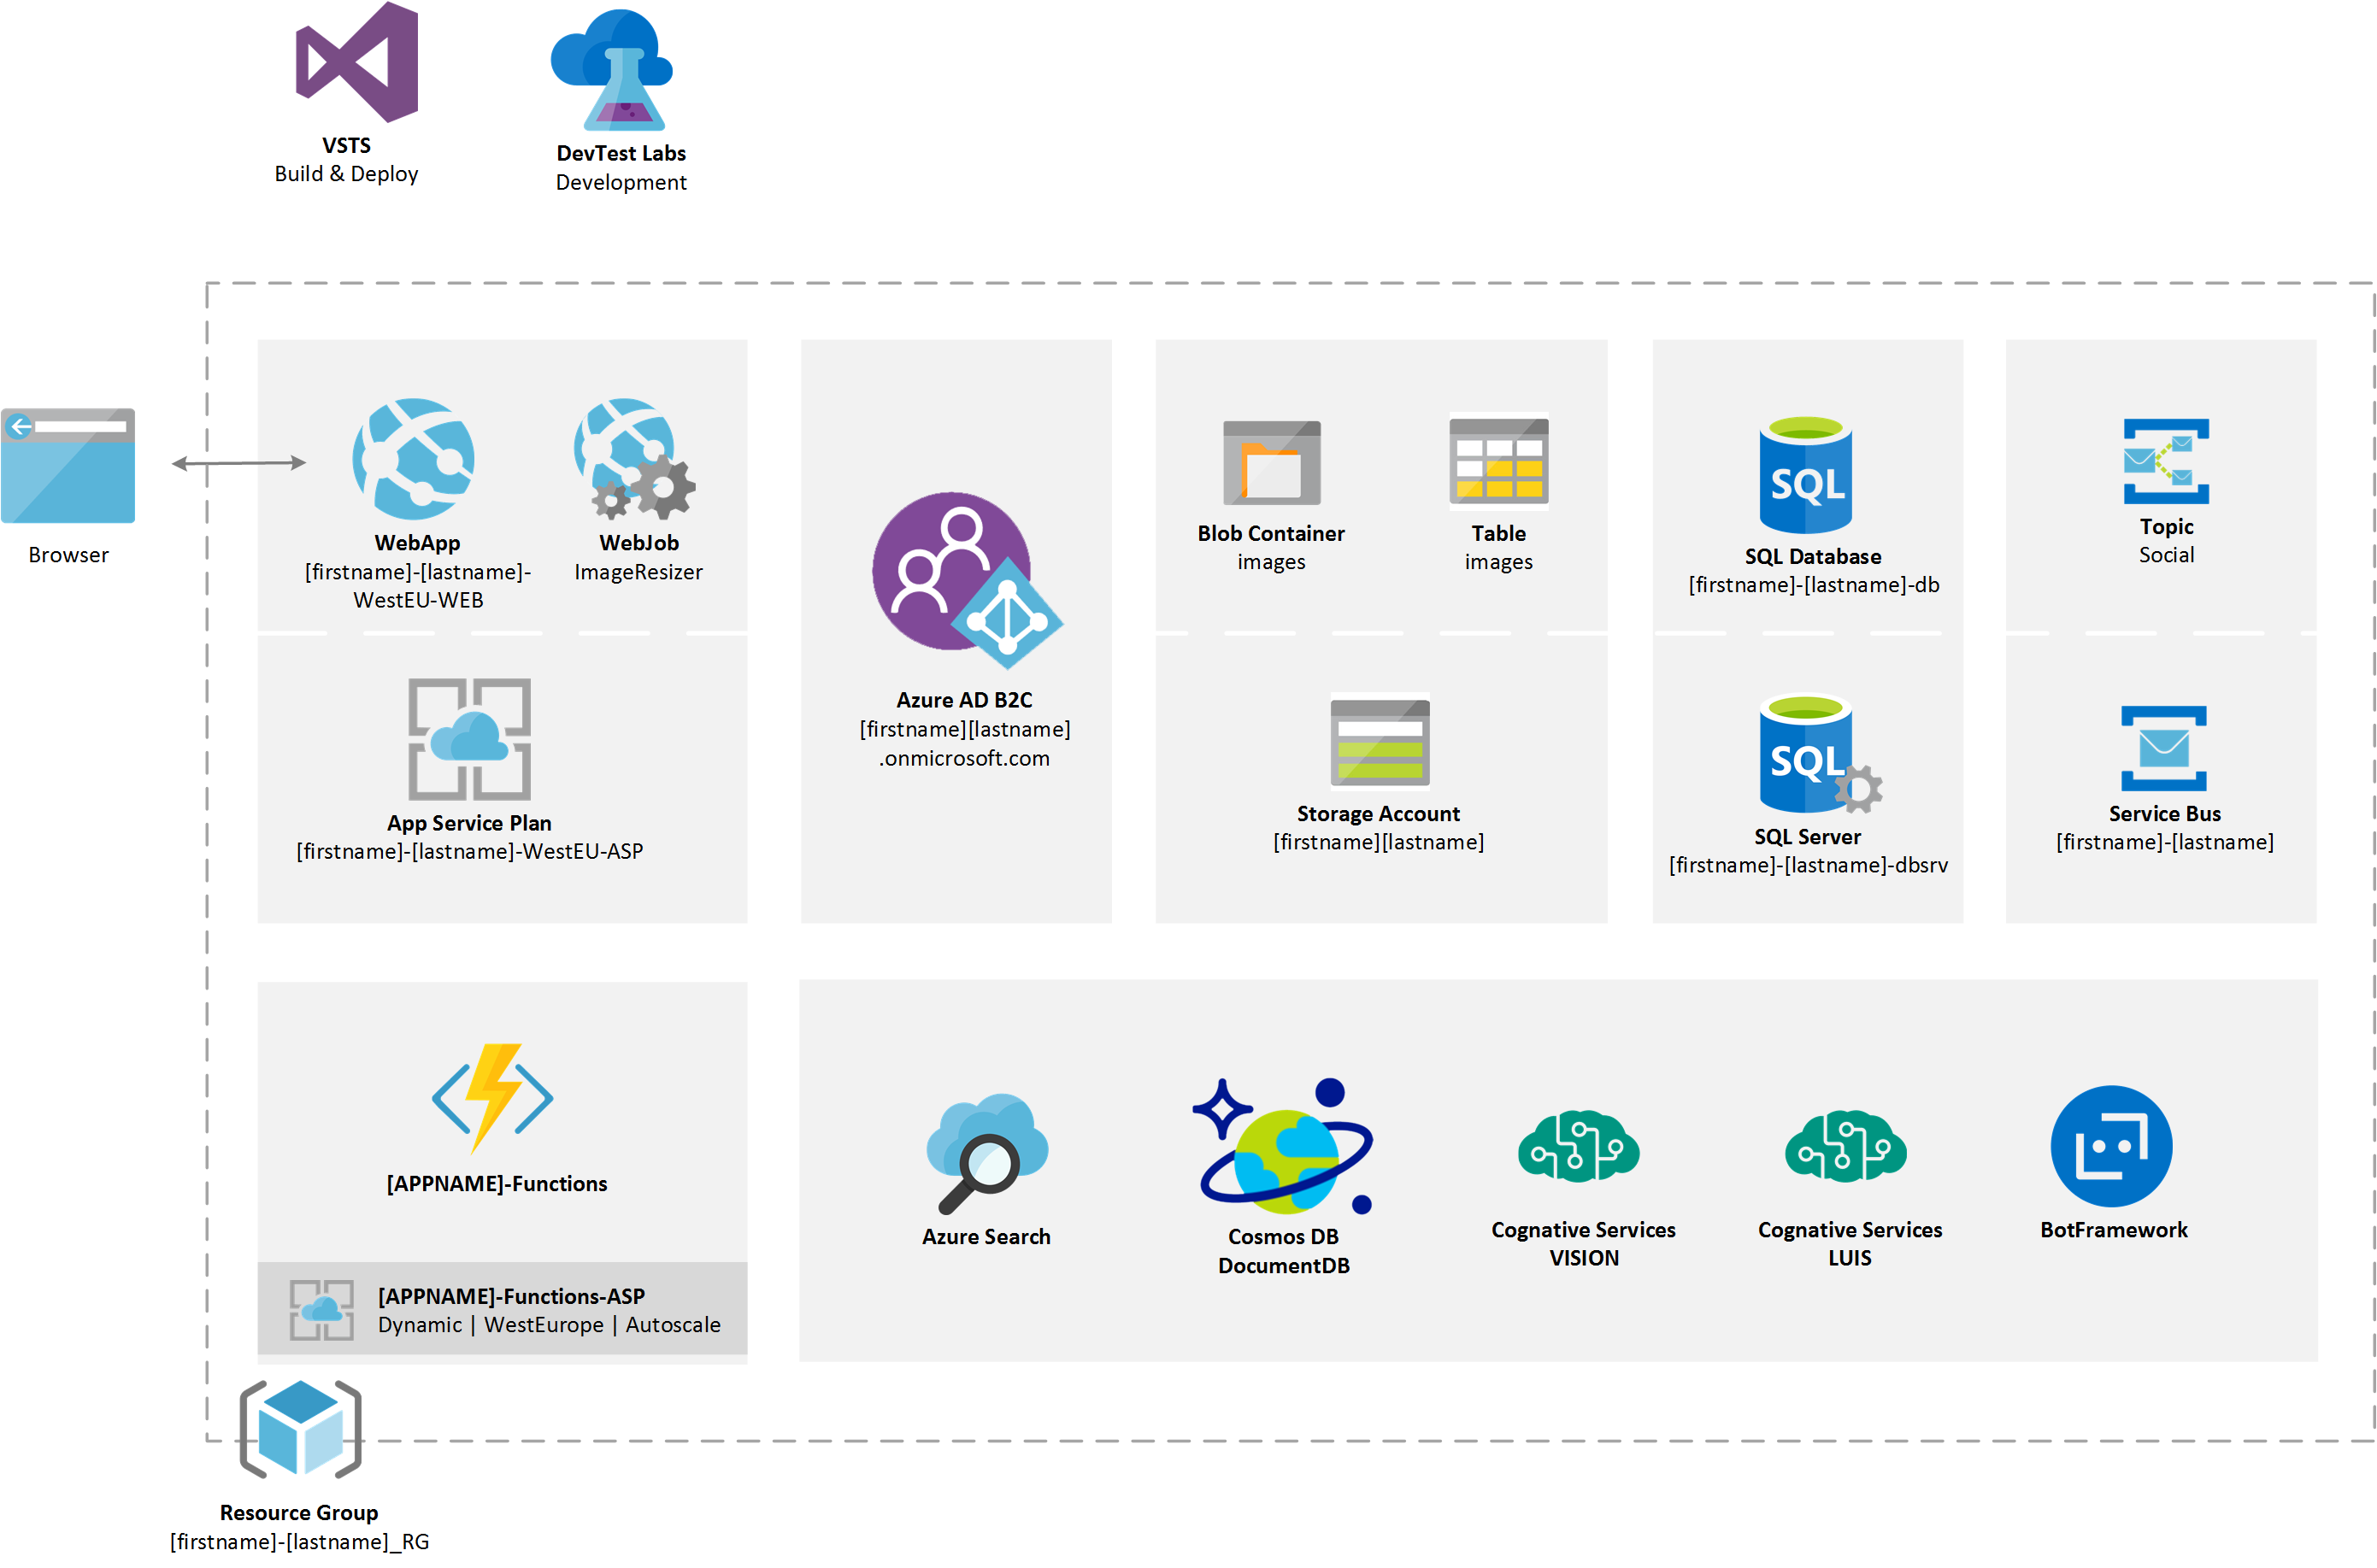 VSTS
Build & Deploy
DevTest Labs
Development
Browser
WebApp
[firstname]-[lastname]-
WestEU-WEB
WebJob
ImageResizer
App Service Plan
[firstname]-[lastname]-WestEU-ASP
Azure AD B2C
[firstname][lastname]
.onmicrosoft.com
Blob Container
images
Table
images
Storage Account
[firstname][lastname]
SQL
SQL Database
[firstname]-[lastname]-db
SQL
SQL Server
[firstname]-[lastname]-dbsrv
Topic
Social
Service Bus
[firstname]-[lastname]
[APPNAME]-Functions
[APPNAME]-Functions-ASP
Dynamic | WestEurope | Autoscale
Azure Search
Cosmos DB
DocumentDB
Cognative Services
VISION
Cognative Services
LUIS
BotFramework
Resource Group
[firstname]-[lastname]_RG